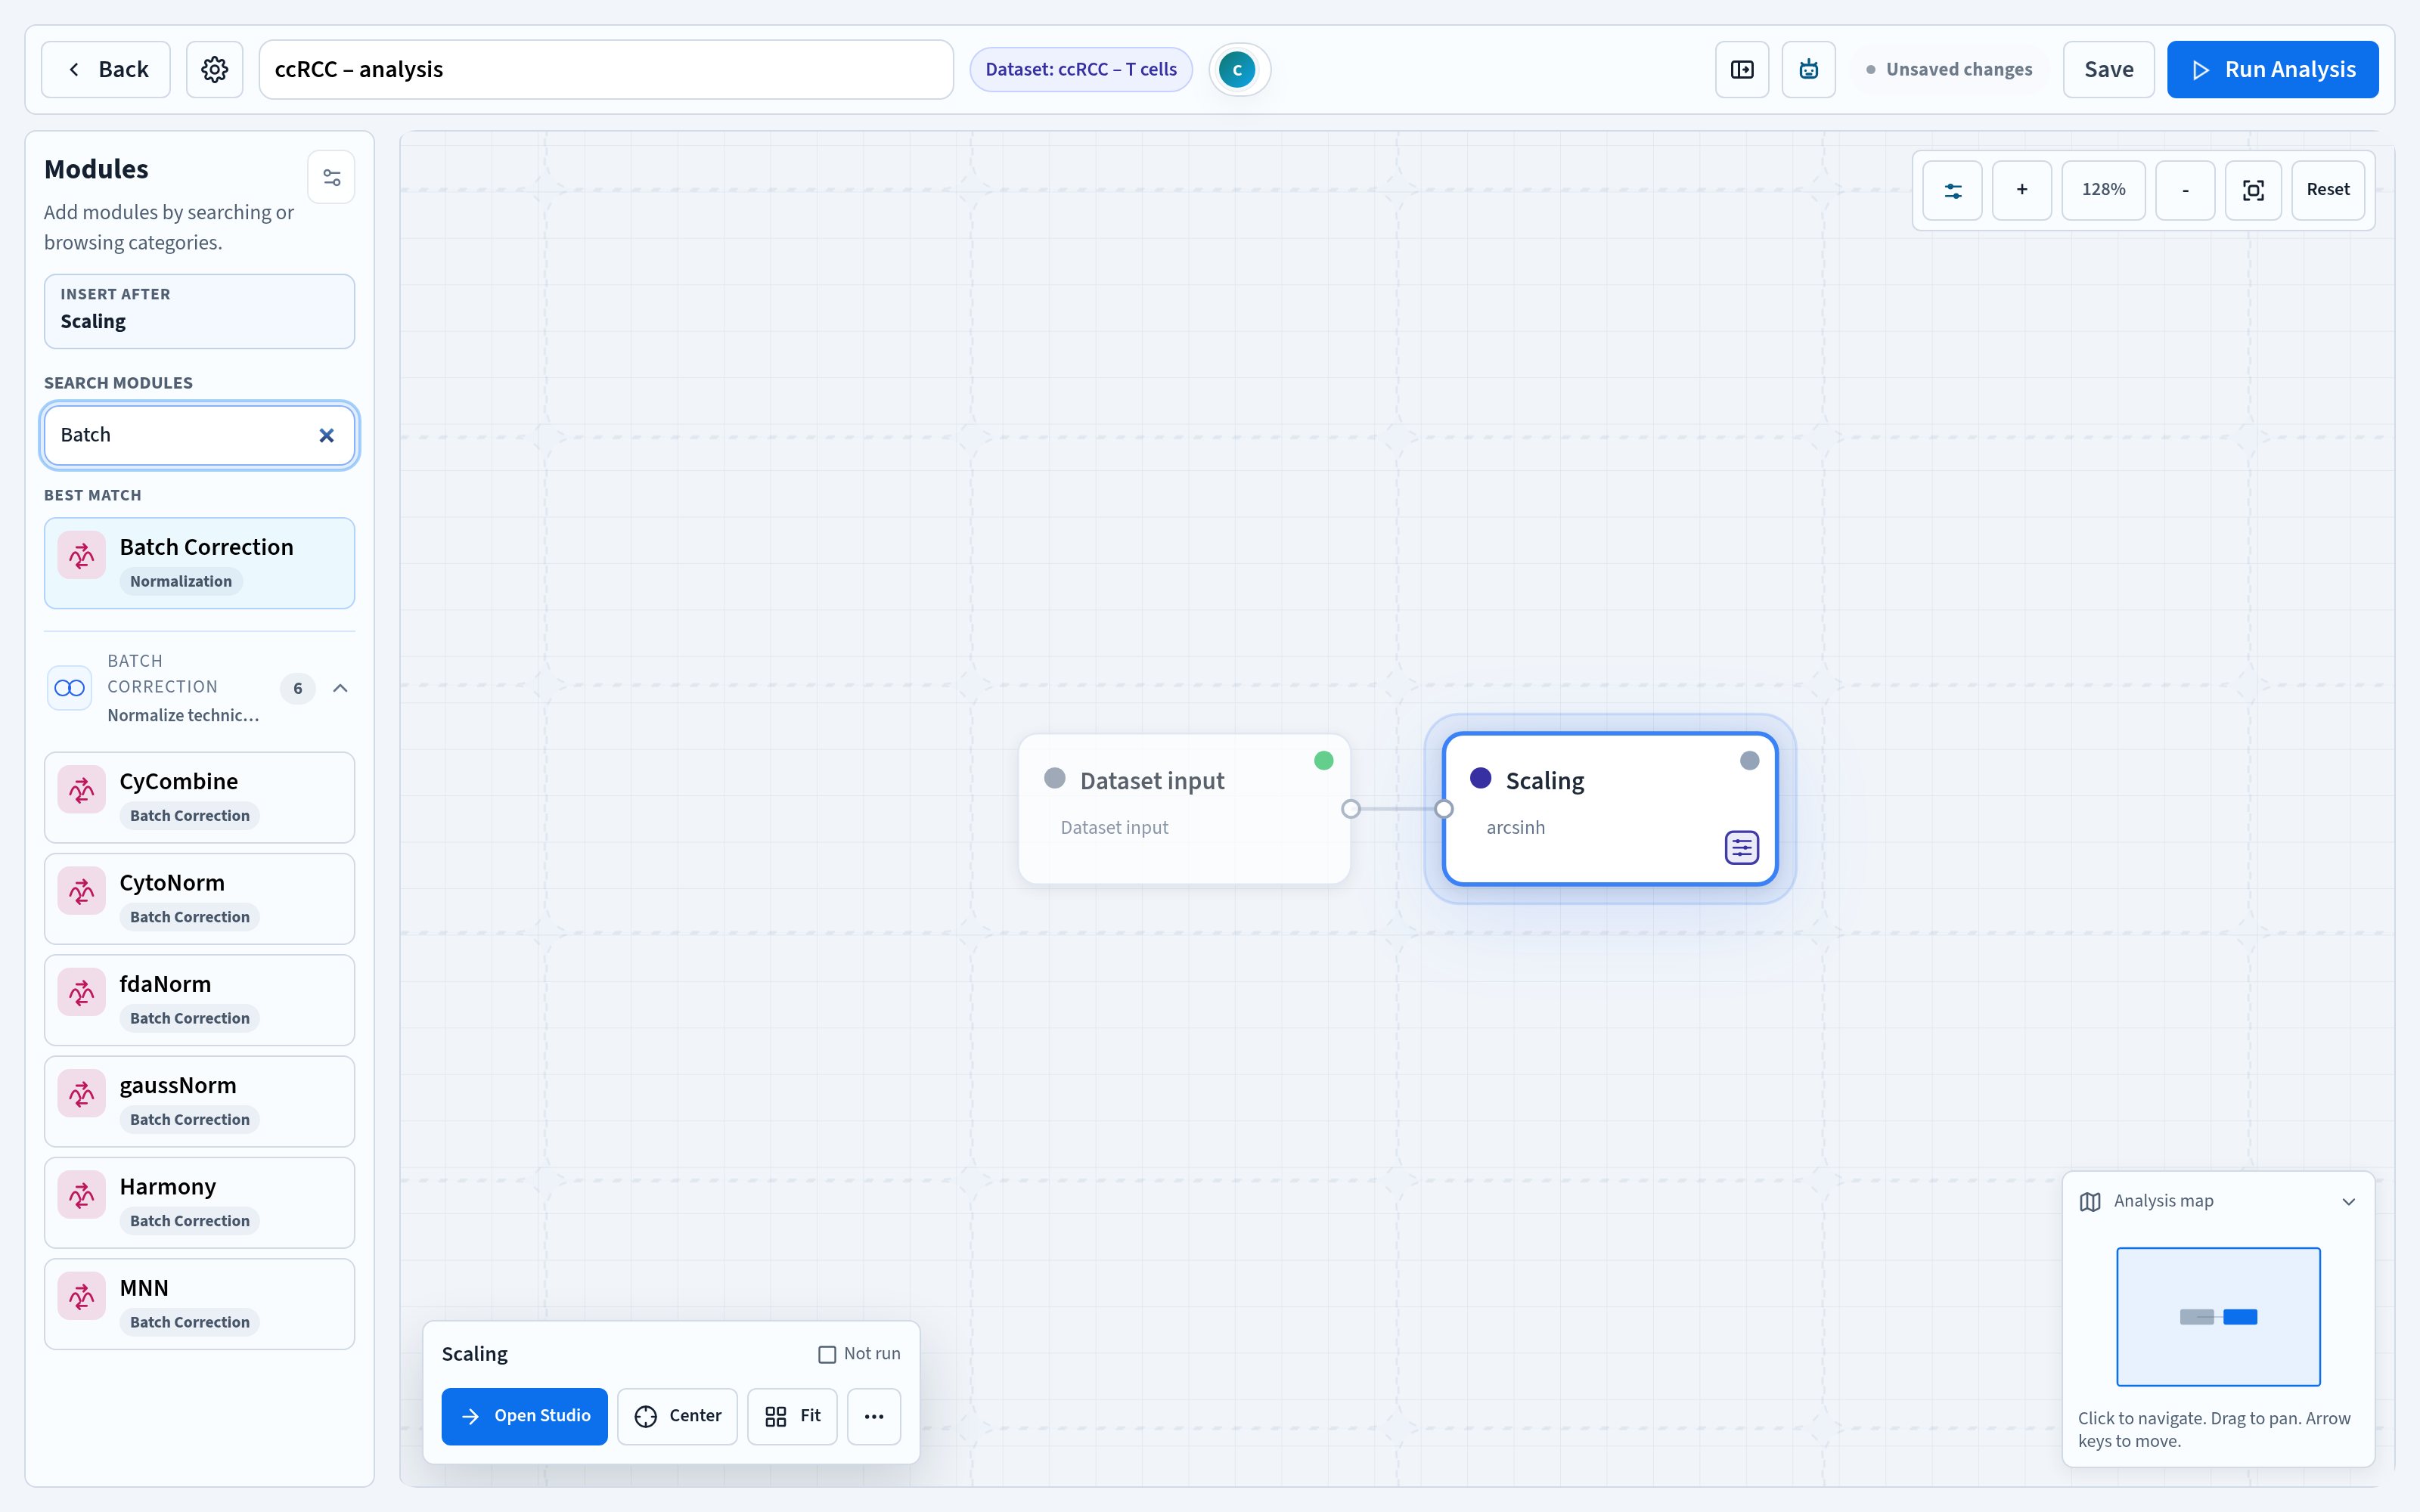 Back
ccRCC – analysis
Dataset: ccRCC – T cells
C
Unsaved changes
Save
Run Analysis
Modules
Add modules by searching or
browsing categories.
INSERT AFTER
Scaling
SEARCH MODULES
Batch
BEST MATCH
Batch Correction
Normalization
BATCH
CORRECTION
Normalize technic...
6
CyCombine
Batch Correction
CytoNorm
Batch Correction
fdaNorm
Batch Correction
gaussNorm
Batch Correction
Harmony
Batch Correction
MNN
Batch Correction
+
128%
-
Reset
Dataset input
Dataset input
Scaling
arcsinh
Scaling
Not run
Open Studio
Center
Fit
Analysis map
Click to navigate. Drag to pan. Arrow
keys to move.